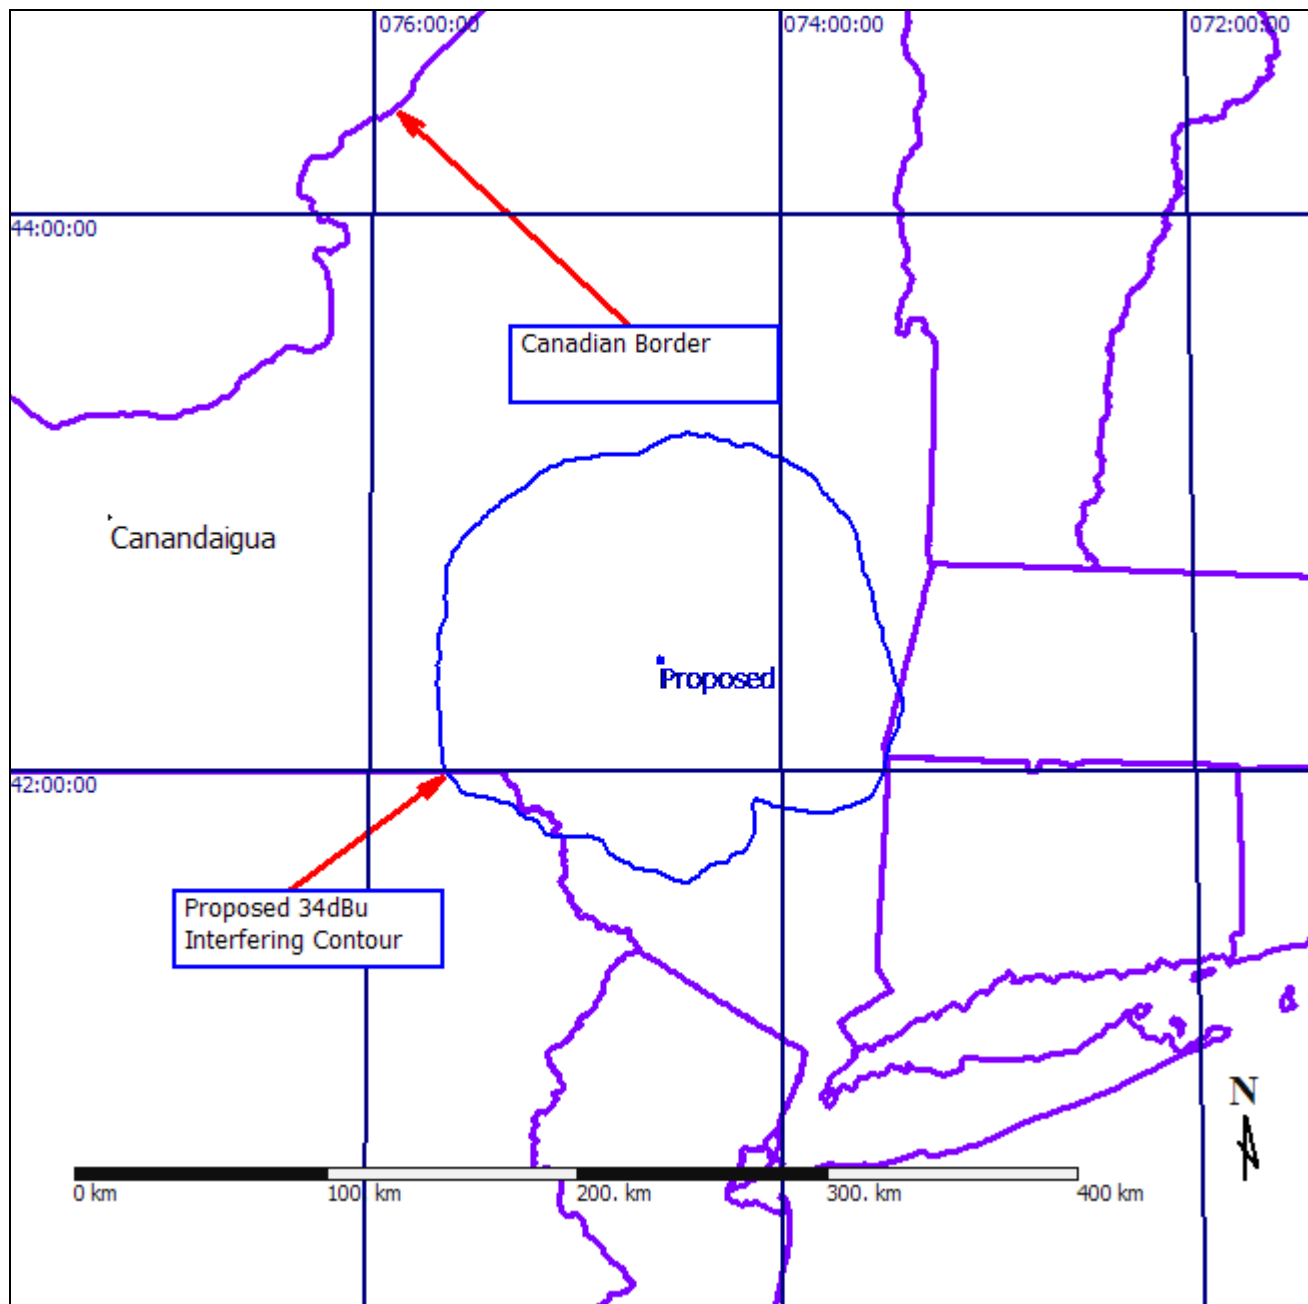 076:00:00
074:00:00
072:00:00
44:00:00
Canadian Border
Canandaigua
Proposed
42:00:00
Proposed 34dBu
Interfering Contour
N
0 km
100 km
200. km
300. km
400 km